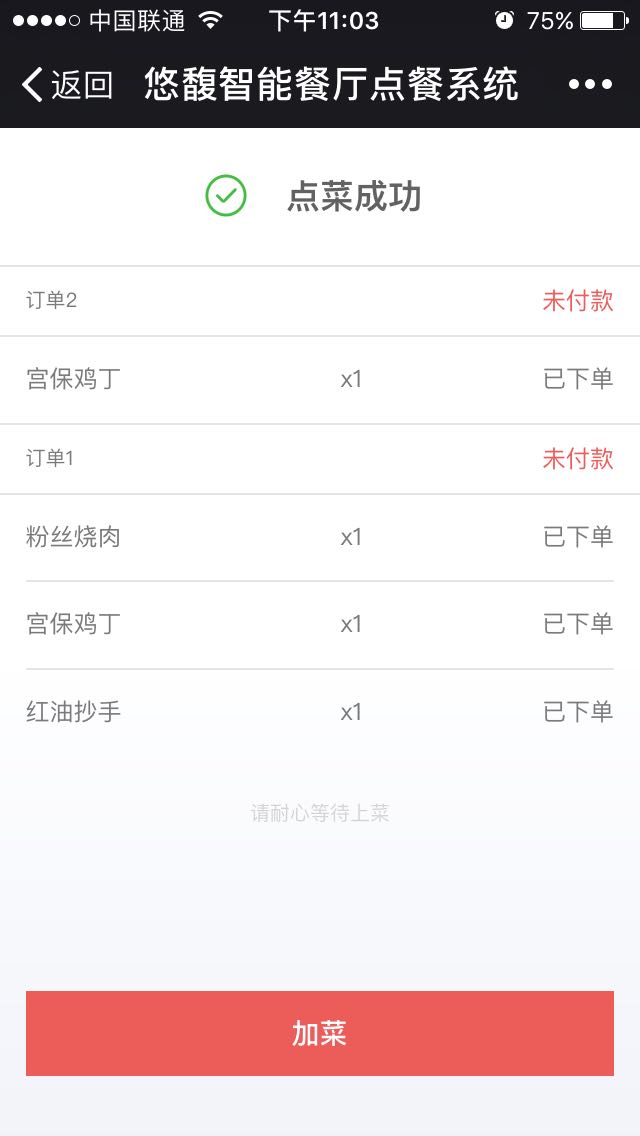 中国联通 下午11:03 75%
返回 悠馥智能餐厅点餐系统
点菜成功
订单2 未付款
宫保鸡丁 x1 已下单
订单1 未付款
粉丝烧肉 x1 已下单
宫保鸡丁 x1 已下单
红油抄手 x1 已下单
请耐心等待上菜
加菜